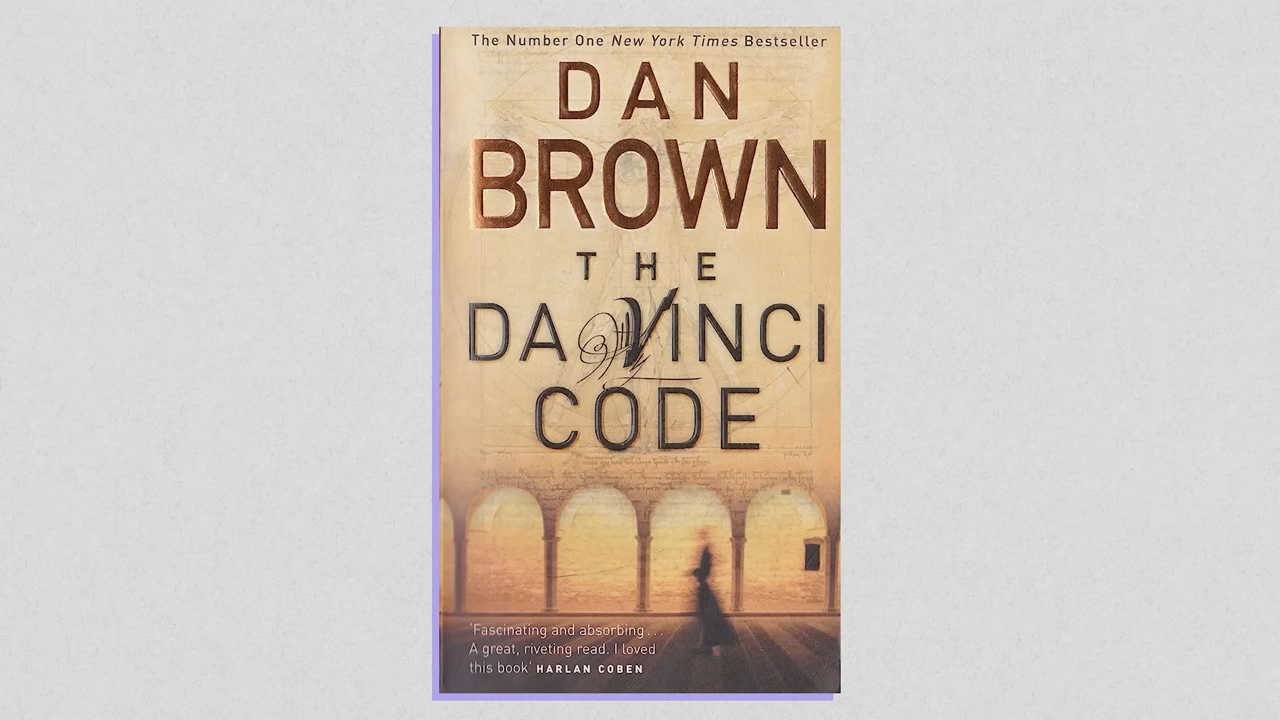 The Number One New York Times Bestseller
DAN
BROWN
THE
DA VINCI
CODE
'Fascinating and absorbing...
A great, riveting read. I loved
this book' HARLAN COBEN